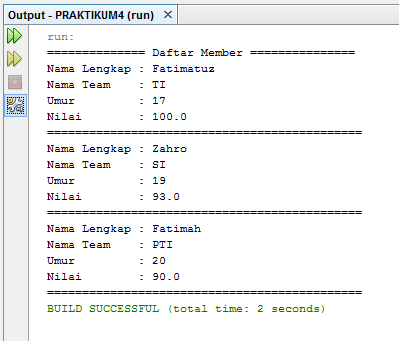 Output - PRAKTIKUM4 (run)
run:
============== Daftar Member ===============
Nama Lengkap : Fatimatuz
Nama Team    : TI
Umur         : 17
Nilai        : 100.0
=============================================
Nama Lengkap : Zahro
Nama Team    : SI
Umur         : 19
Nilai        : 93.0
=============================================
Nama Lengkap : Fatimah
Nama Team    : PTI
Umur         : 20
Nilai        : 90.0
=============================================
BUILD SUCCESSFUL (total time: 2 seconds)